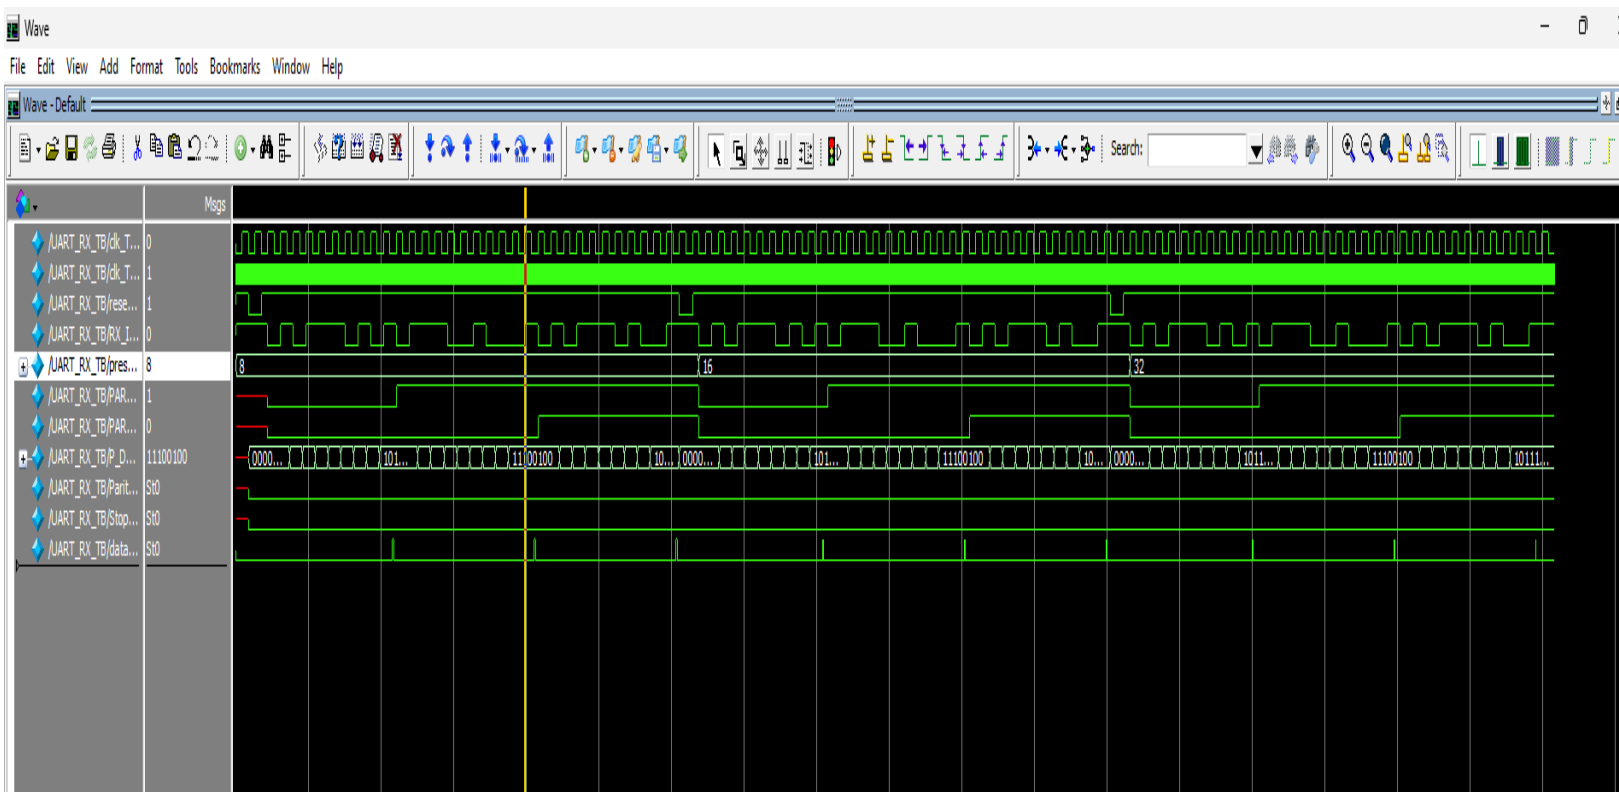 Wave
File Edit View Add Format Tools Bookmarks Window Help
Wave - Default
Search:
Msgs
/UART_RX_TB/clk_T... 0
/UART_RX_TB/clk_T... 1
/UART_RX_TB/rese... 1
/UART_RX_TB/RX_I... 0
/UART_RX_TB/pres... 8 8 16 32
/UART_RX_TB/PAR... 1
/UART_RX_TB/PAR... 0
/UART_RX_TB/P_D... 11100100 0000... 101... 11100100 10... 0000... 101... 11100100 10... 0000... 1011... 11100100 10111...
/UART_RX_TB/Parit... St0
/UART_RX_TB/Stop... St0
/UART_RX_TB/data... St0